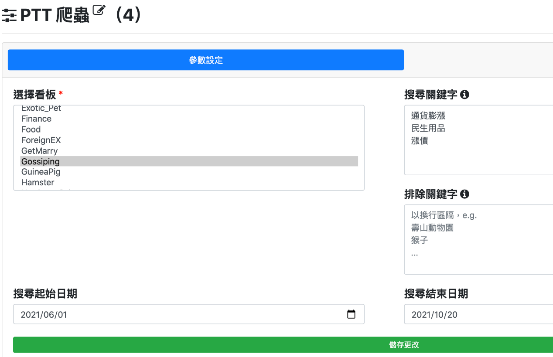 PTT 爬蟲 (4)
參數設定
選擇看板 *
Exotic_Pet
Finance
Food
ForeignEX
GetMarry
Gossiping
GuineaPig
Hamster
搜尋關鍵字
通貨膨漲
民生用品
漲價
排除關鍵字
以換行區隔，e.g.
壽山動物園
猴子
...
搜尋起始日期
2021/06/01
搜尋結束日期
2021/10/20
儲存更改